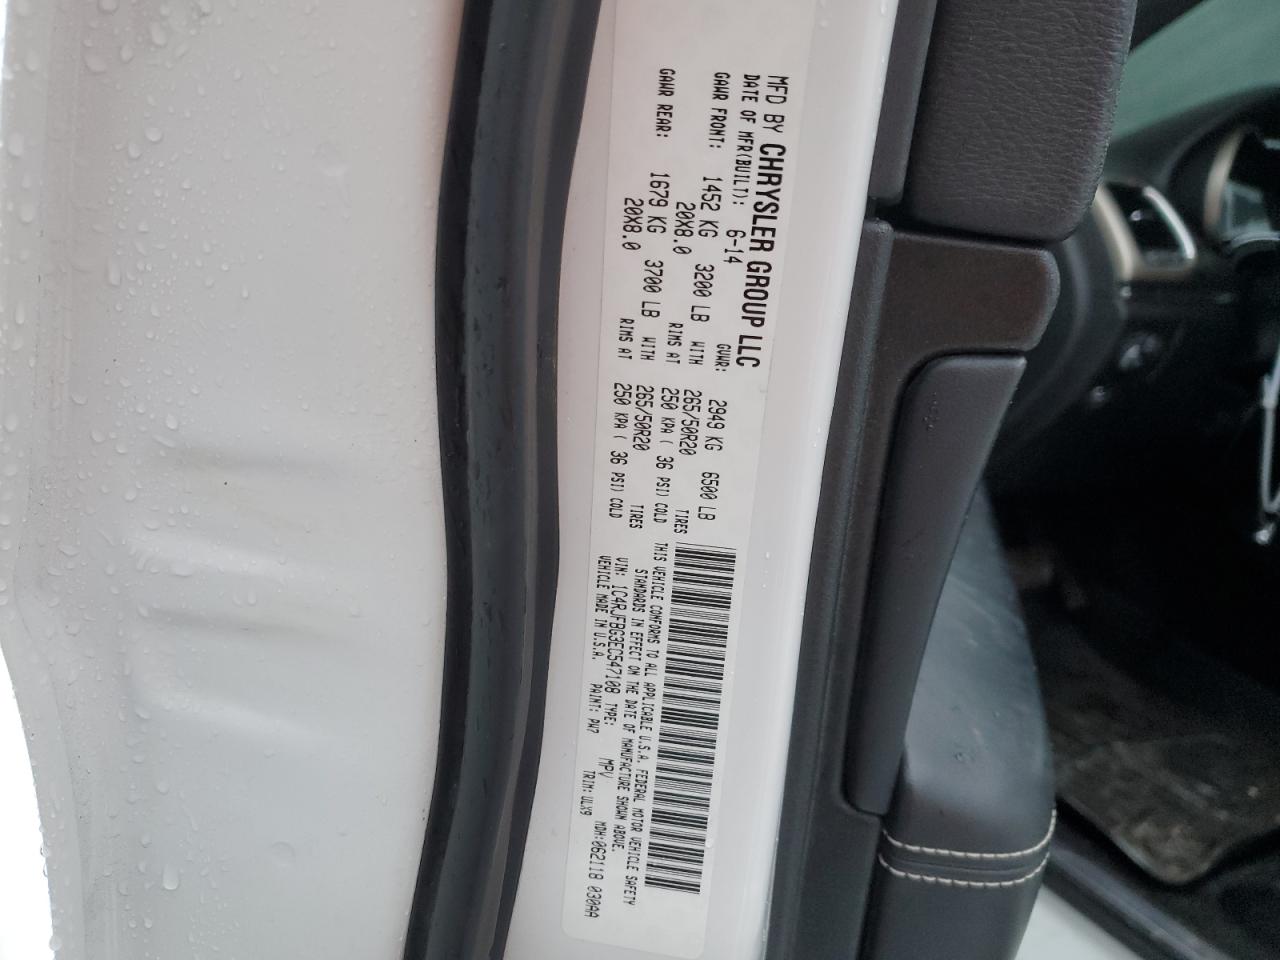 MFD BY CHRYSLER GROUP LLC
DATE OF MFR(BUILT): 6-14 GVWR: 2949 KG 6500 LB
GAWR FRONT: 1452 KG 3200 LB WITH 265/50R20 TIRES
20X8.0 RIMS AT 250 KPA ( 36 PSI) COLD
GAWR REAR: 1679 KG 3700 LB WITH 265/50R20 TIRES
20X8.0 RIMS AT 250 KPA ( 36 PSI) COLD
THIS VEHICLE CONFORMS TO ALL APPLICABLE U.S.A. FEDERAL MOTOR VEHICLE SAFETY
STANDARDS IN EFFECT ON THE DATE OF MANUFACTURE SHOWN ABOVE.
VIN: 1C4RJFBG3EC547108 TYPE: MPV MDH:062118 030AA
VEHICLE MADE IN U.S.A. PAINT: PW7 TRIM: ULX9